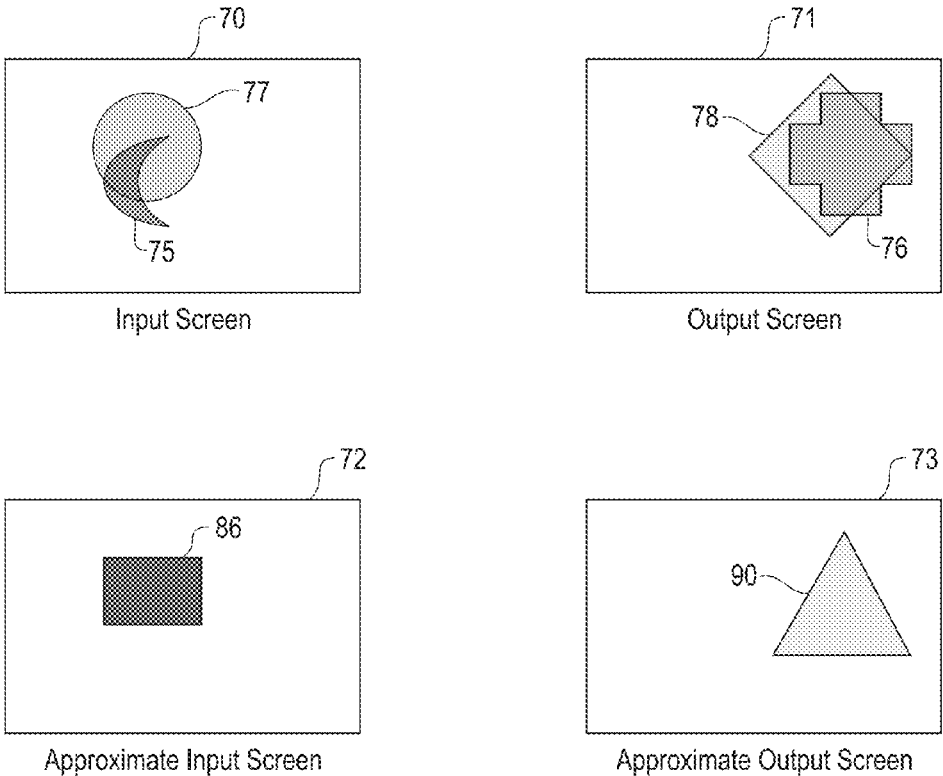 70
77
75
Input Screen
71
78
76
Output Screen
72
86
Approximate Input Screen
73
90
Approximate Output Screen